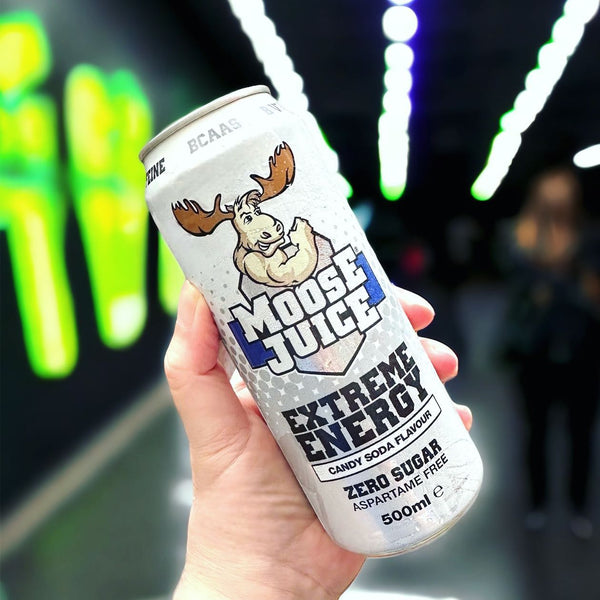 BCAAS
MOOSE
JUICE
EXTREME
ENERGY
CANDY SODA FLAVOUR
ZERO SUGAR
ASPARTAME FREE
500ml e